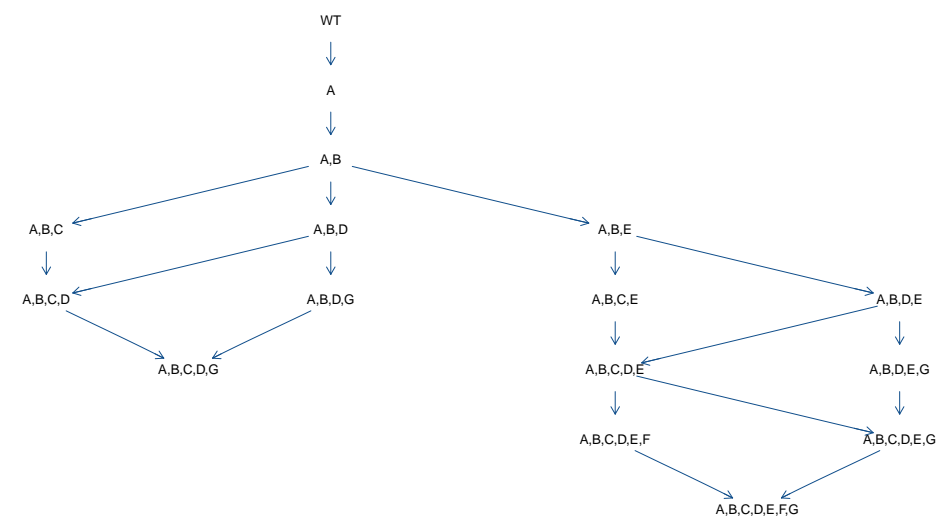 WT
A
A,B
A,B,C
A,B,D
A,B,E
A,B,C,D
A,B,D,G
A,B,C,E
A,B,D,E
A,B,C,D,G
A,B,C,D,E
A,B,D,E,G
A,B,C,D,E,F
A,B,C,D,E,G
A,B,C,D,E,F,G